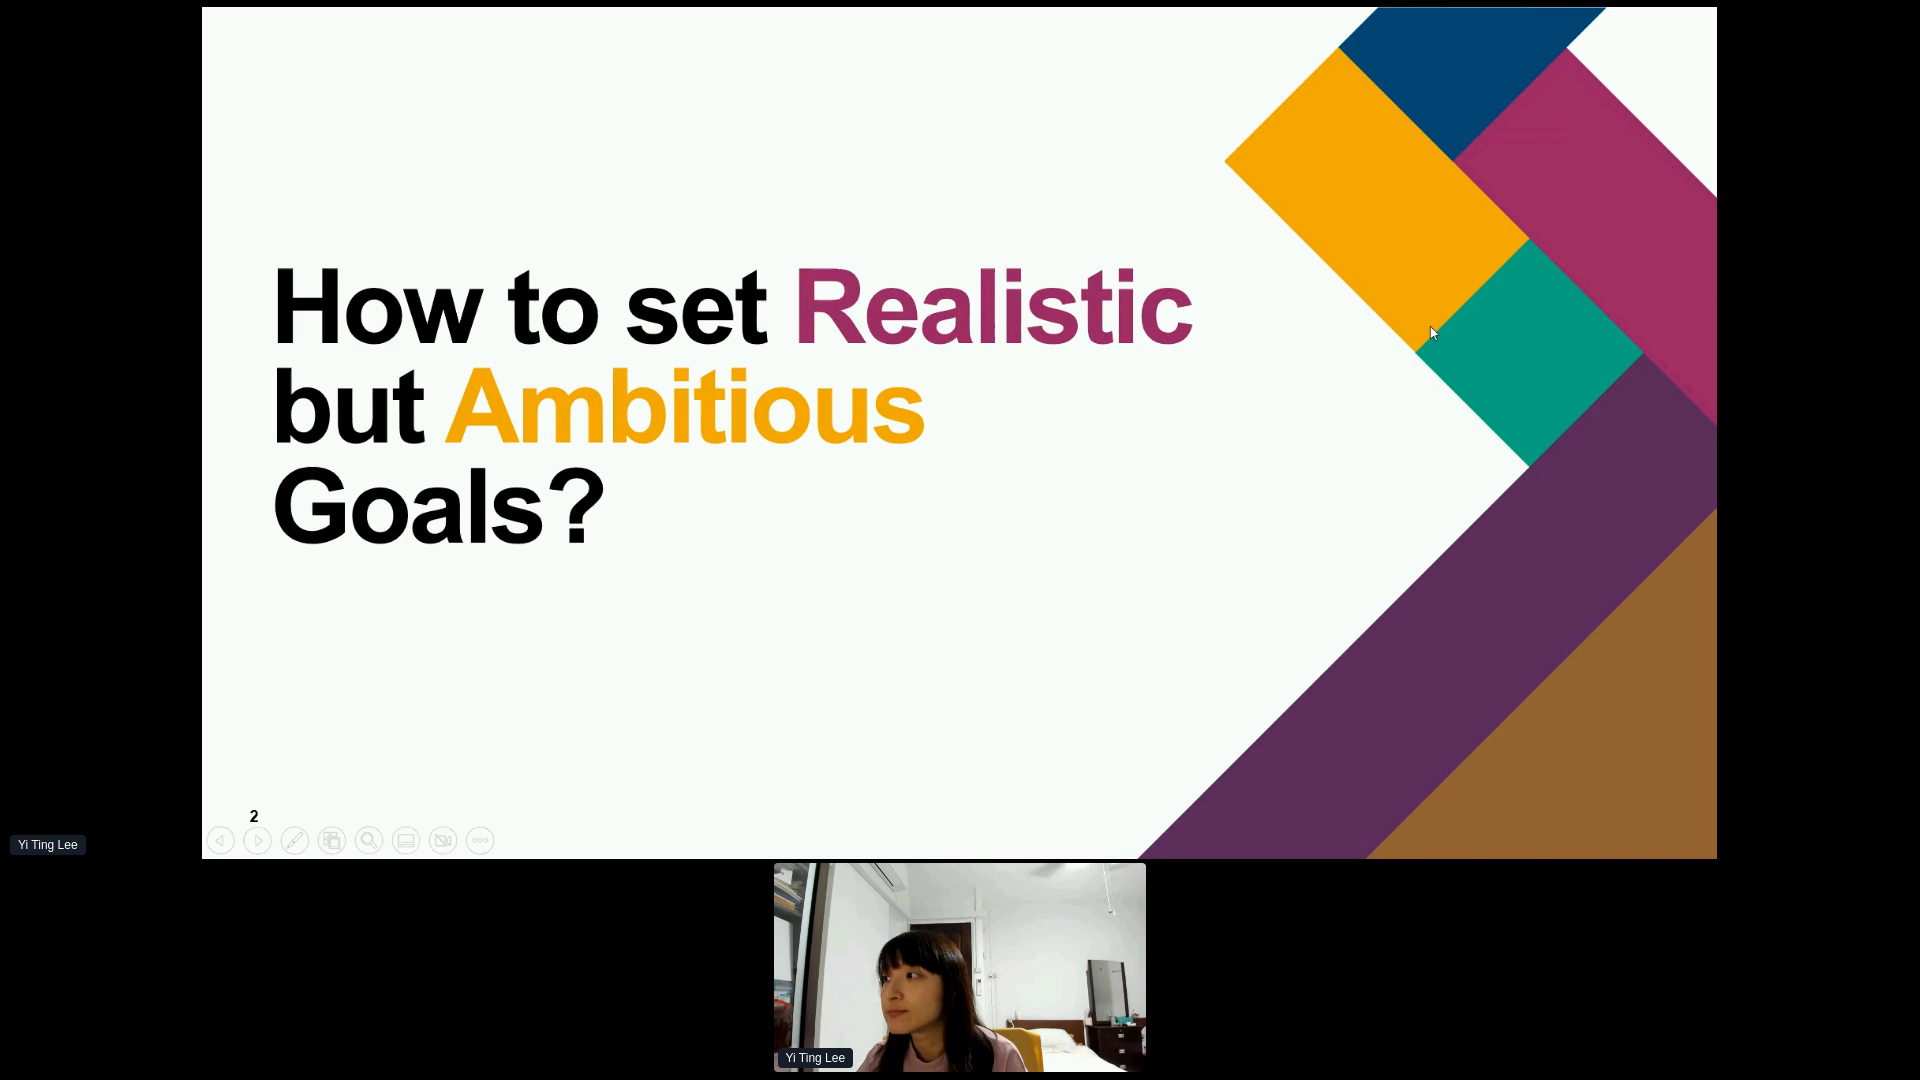 How to set Realistic
but Ambitious
Goals?
2
Yi Ting Lee
Yi Ting Lee